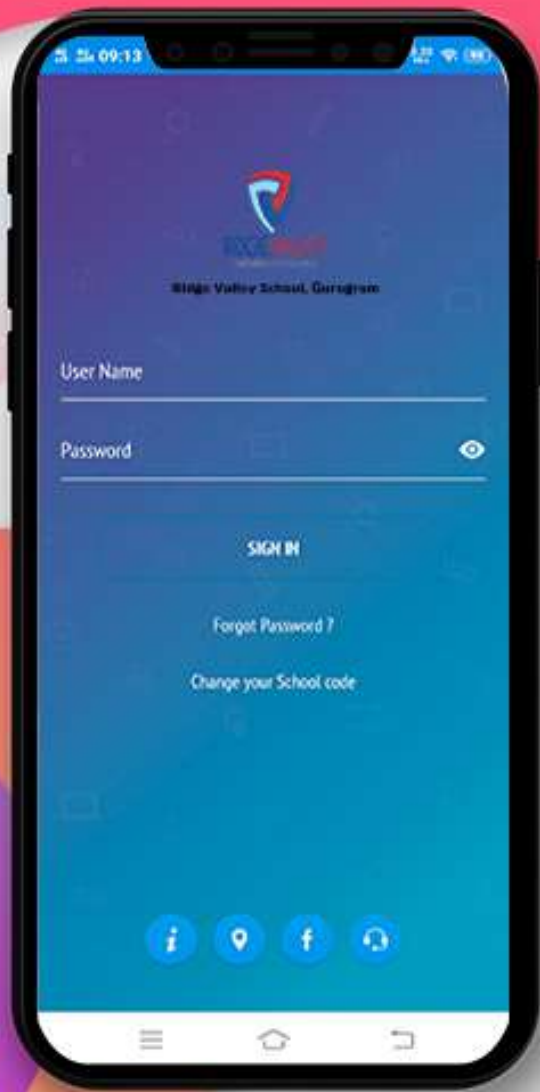 09:13
Ridge Valley School, Gurugram
User Name
Password
SIGN IN
Forgot Password ?
Change your School code
i
f